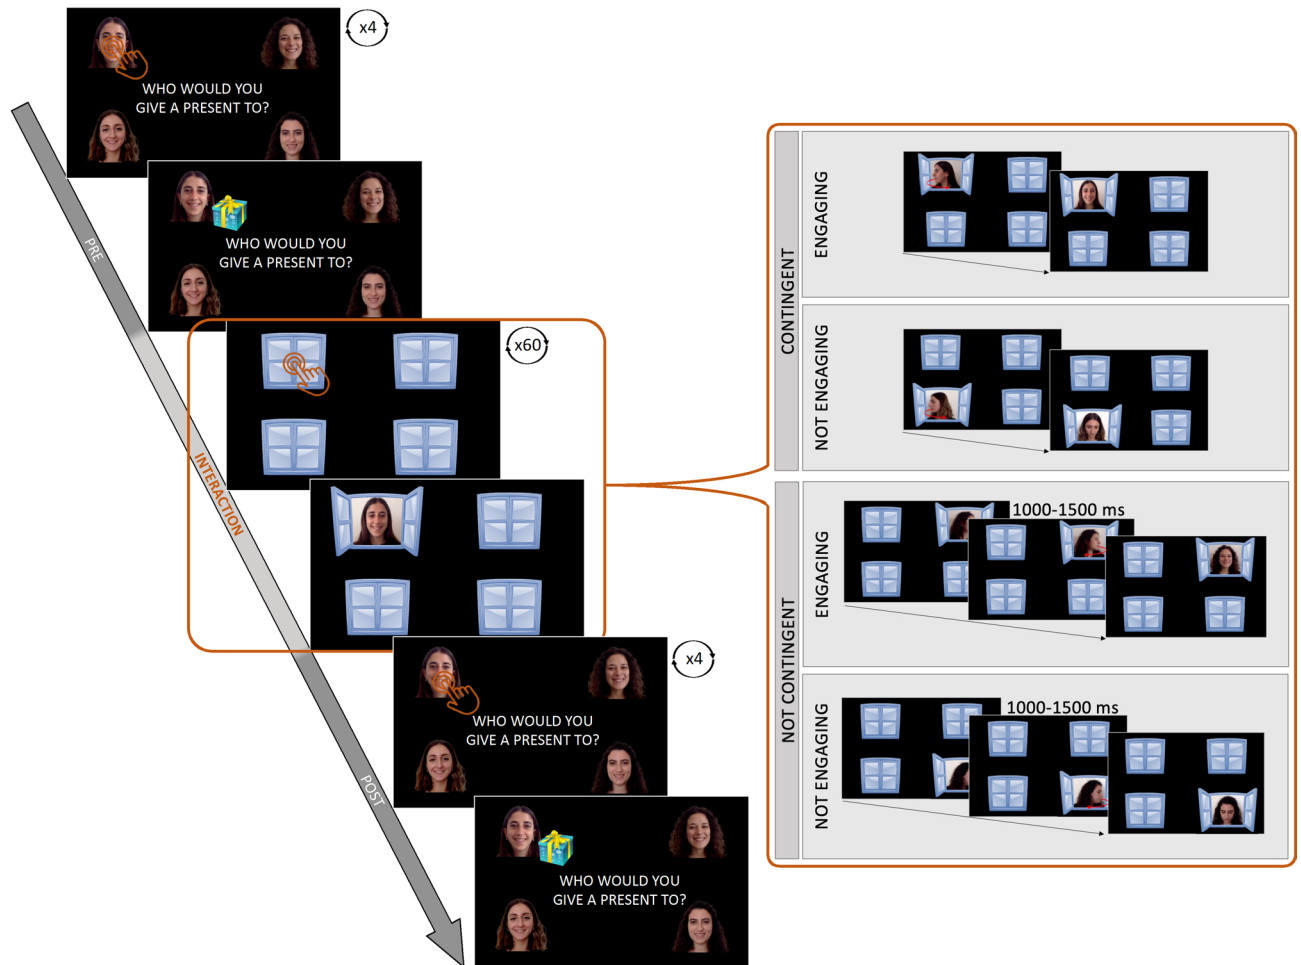 x4
WHO WOULD YOU
GIVE A PRESENT TO?
WHO WOULD YOU
GIVE A PRESENT TO?
PRE
x60
INTERACTION
x4
WHO WOULD YOU
GIVE A PRESENT TO?
POST
WHO WOULD YOU
GIVE A PRESENT TO?
CONTINGENT
ENGAGING
NOT ENGAGING
NOT CONTINGENT
ENGAGING
1000-1500 ms
NOT ENGAGING
1000-1500 ms